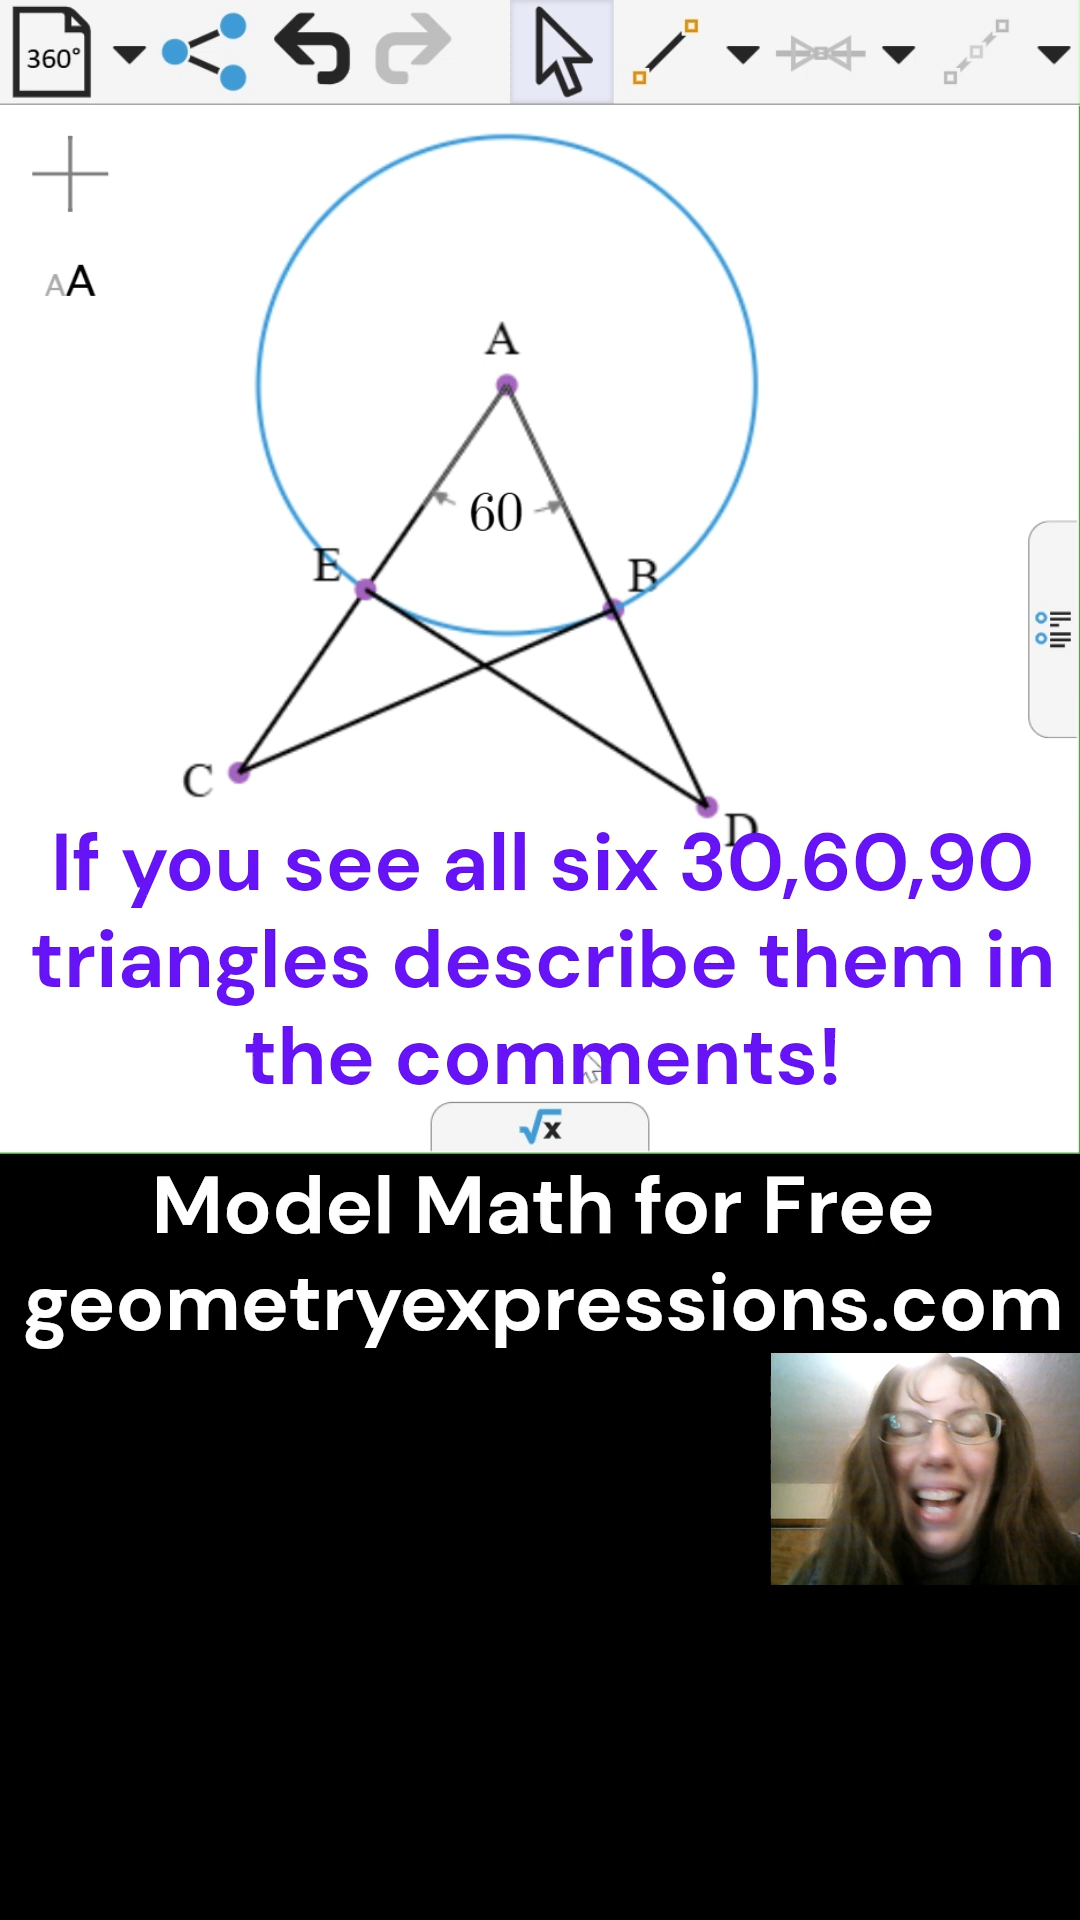 360°
AA
A
60
E
B
C
D
If you see all six 30,60,90
triangles describe them in
the comments!
√x
Model Math for Free
geometryexpressions.com